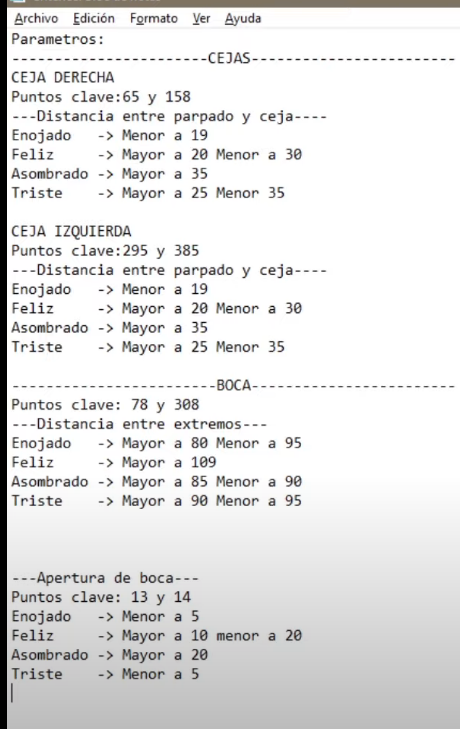 Archivo Edición Formato Ver Ayuda
Parametros:
-----------------------CEJAS------------------------
CEJA DERECHA
Puntos clave:65 y 158
---Distancia entre parpado y ceja----
Enojado -> Menor a 19
Feliz -> Mayor a 20 Menor a 30
Asombrado -> Mayor a 35
Triste -> Mayor a 25 Menor 35
CEJA IZQUIERDA
Puntos clave:295 y 385
---Distancia entre parpado y ceja----
Enojado -> Menor a 19
Feliz -> Mayor a 20 Menor a 30
Asombrado -> Mayor a 35
Triste -> Mayor a 25 Menor 35
------------------------BOCA------------------------
Puntos clave: 78 y 308
---Distancia entre extremos---
Enojado -> Mayor a 80 Menor a 95
Feliz -> Mayor a 109
Asombrado -> Mayor a 85 Menor a 90
Triste -> Mayor a 90 Menor a 95
---Apertura de boca---
Puntos clave: 13 y 14
Enojado -> Menor a 5
Feliz -> Mayor a 10 menor a 20
Asombrado -> Mayor a 20
Triste -> Menor a 5